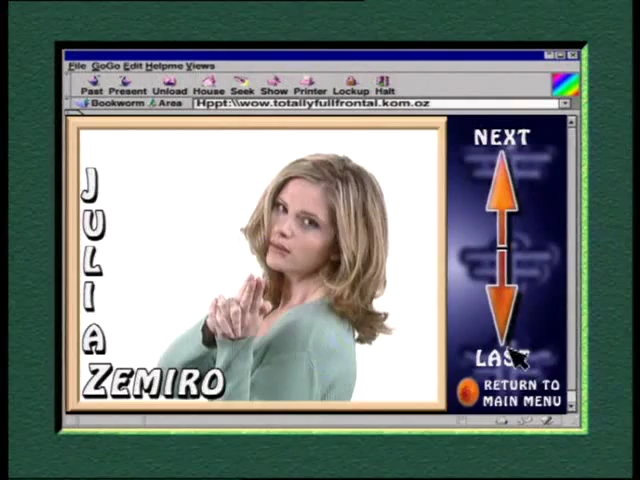 File GoGo Edit Helpme Views
Past Present Unload House Seek Show Printer Lockup Halt
Bookworm Area Hppt:\\wow.totallyfullfrontal.kom.oz
JULIA
ZEMIRO
NEXT
LAST
RETURN TO
MAIN MENU